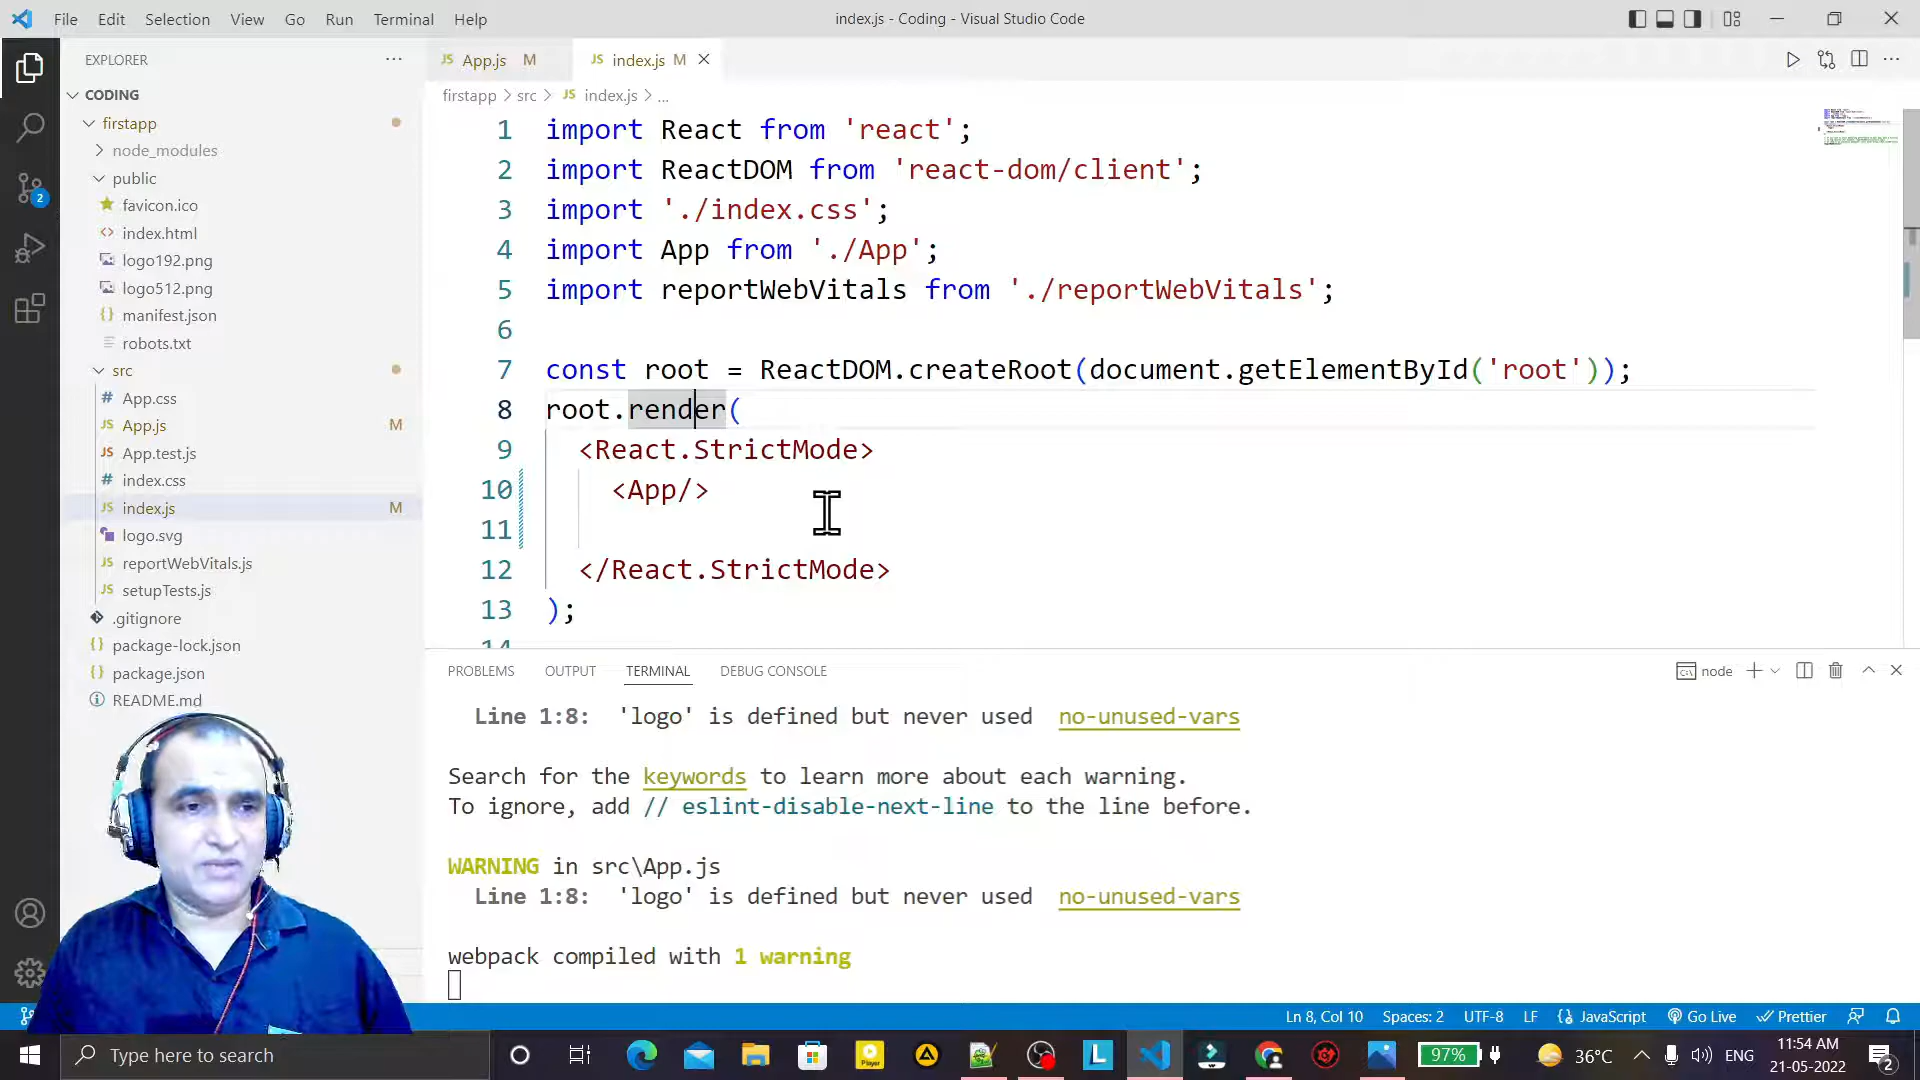 File Edit Selection View Go Run Terminal Help
index.js - Coding - Visual Studio Code
EXPLORER
CODING
firstapp
node_modules
public
favicon.ico
index.html
logo192.png
logo512.png
manifest.json
robots.txt
src
App.css
App.js M
App.test.js
index.css
index.js M
logo.svg
reportWebVitals.js
setupTests.js
.gitignore
package-lock.json
package.json
README.md
2
JS App.js M
JS index.js M
firstapp > src > JS index.js > ...
1 import React from 'react';
2 import ReactDOM from 'react-dom/client';
3 import './index.css';
4 import App from './App';
5 import reportWebVitals from './reportWebVitals';
6
7 const root = ReactDOM.createRoot(document.getElementById('root'));
8 root.render(
9 <React.StrictMode>
10 <App/>
11
12 </React.StrictMode>
13 );
14
PROBLEMS OUTPUT TERMINAL DEBUG CONSOLE
node
Line 1:8: 'logo' is defined but never used no-unused-vars
Search for the keywords to learn more about each warning.
To ignore, add // eslint-disable-next-line to the line before.
WARNING in src\App.js
Line 1:8: 'logo' is defined but never used no-unused-vars
webpack compiled with 1 warning
Ln 8, Col 10 Spaces: 2 UTF-8 LF JavaScript Go Live Prettier
Type here to search
97%
36°C
ENG
11:54 AM
21-05-2022
2